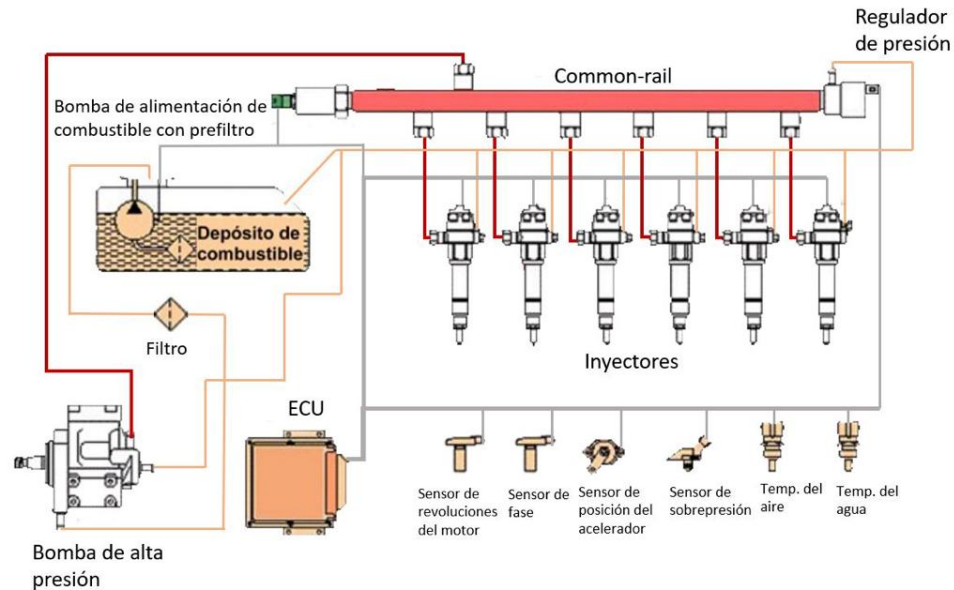 Regulador
de presión
Common-rail
Bomba de alimentación de
combustible con prefiltro
Depósito de
combustible
Filtro
Inyectores
ECU
Sensor de
revoluciones
del motor
Sensor de
fase
Sensor de
posición del
acelerador
Sensor de
sobrepresión
Temp. del
aire
Temp. del
agua
Bomba de alta
presión